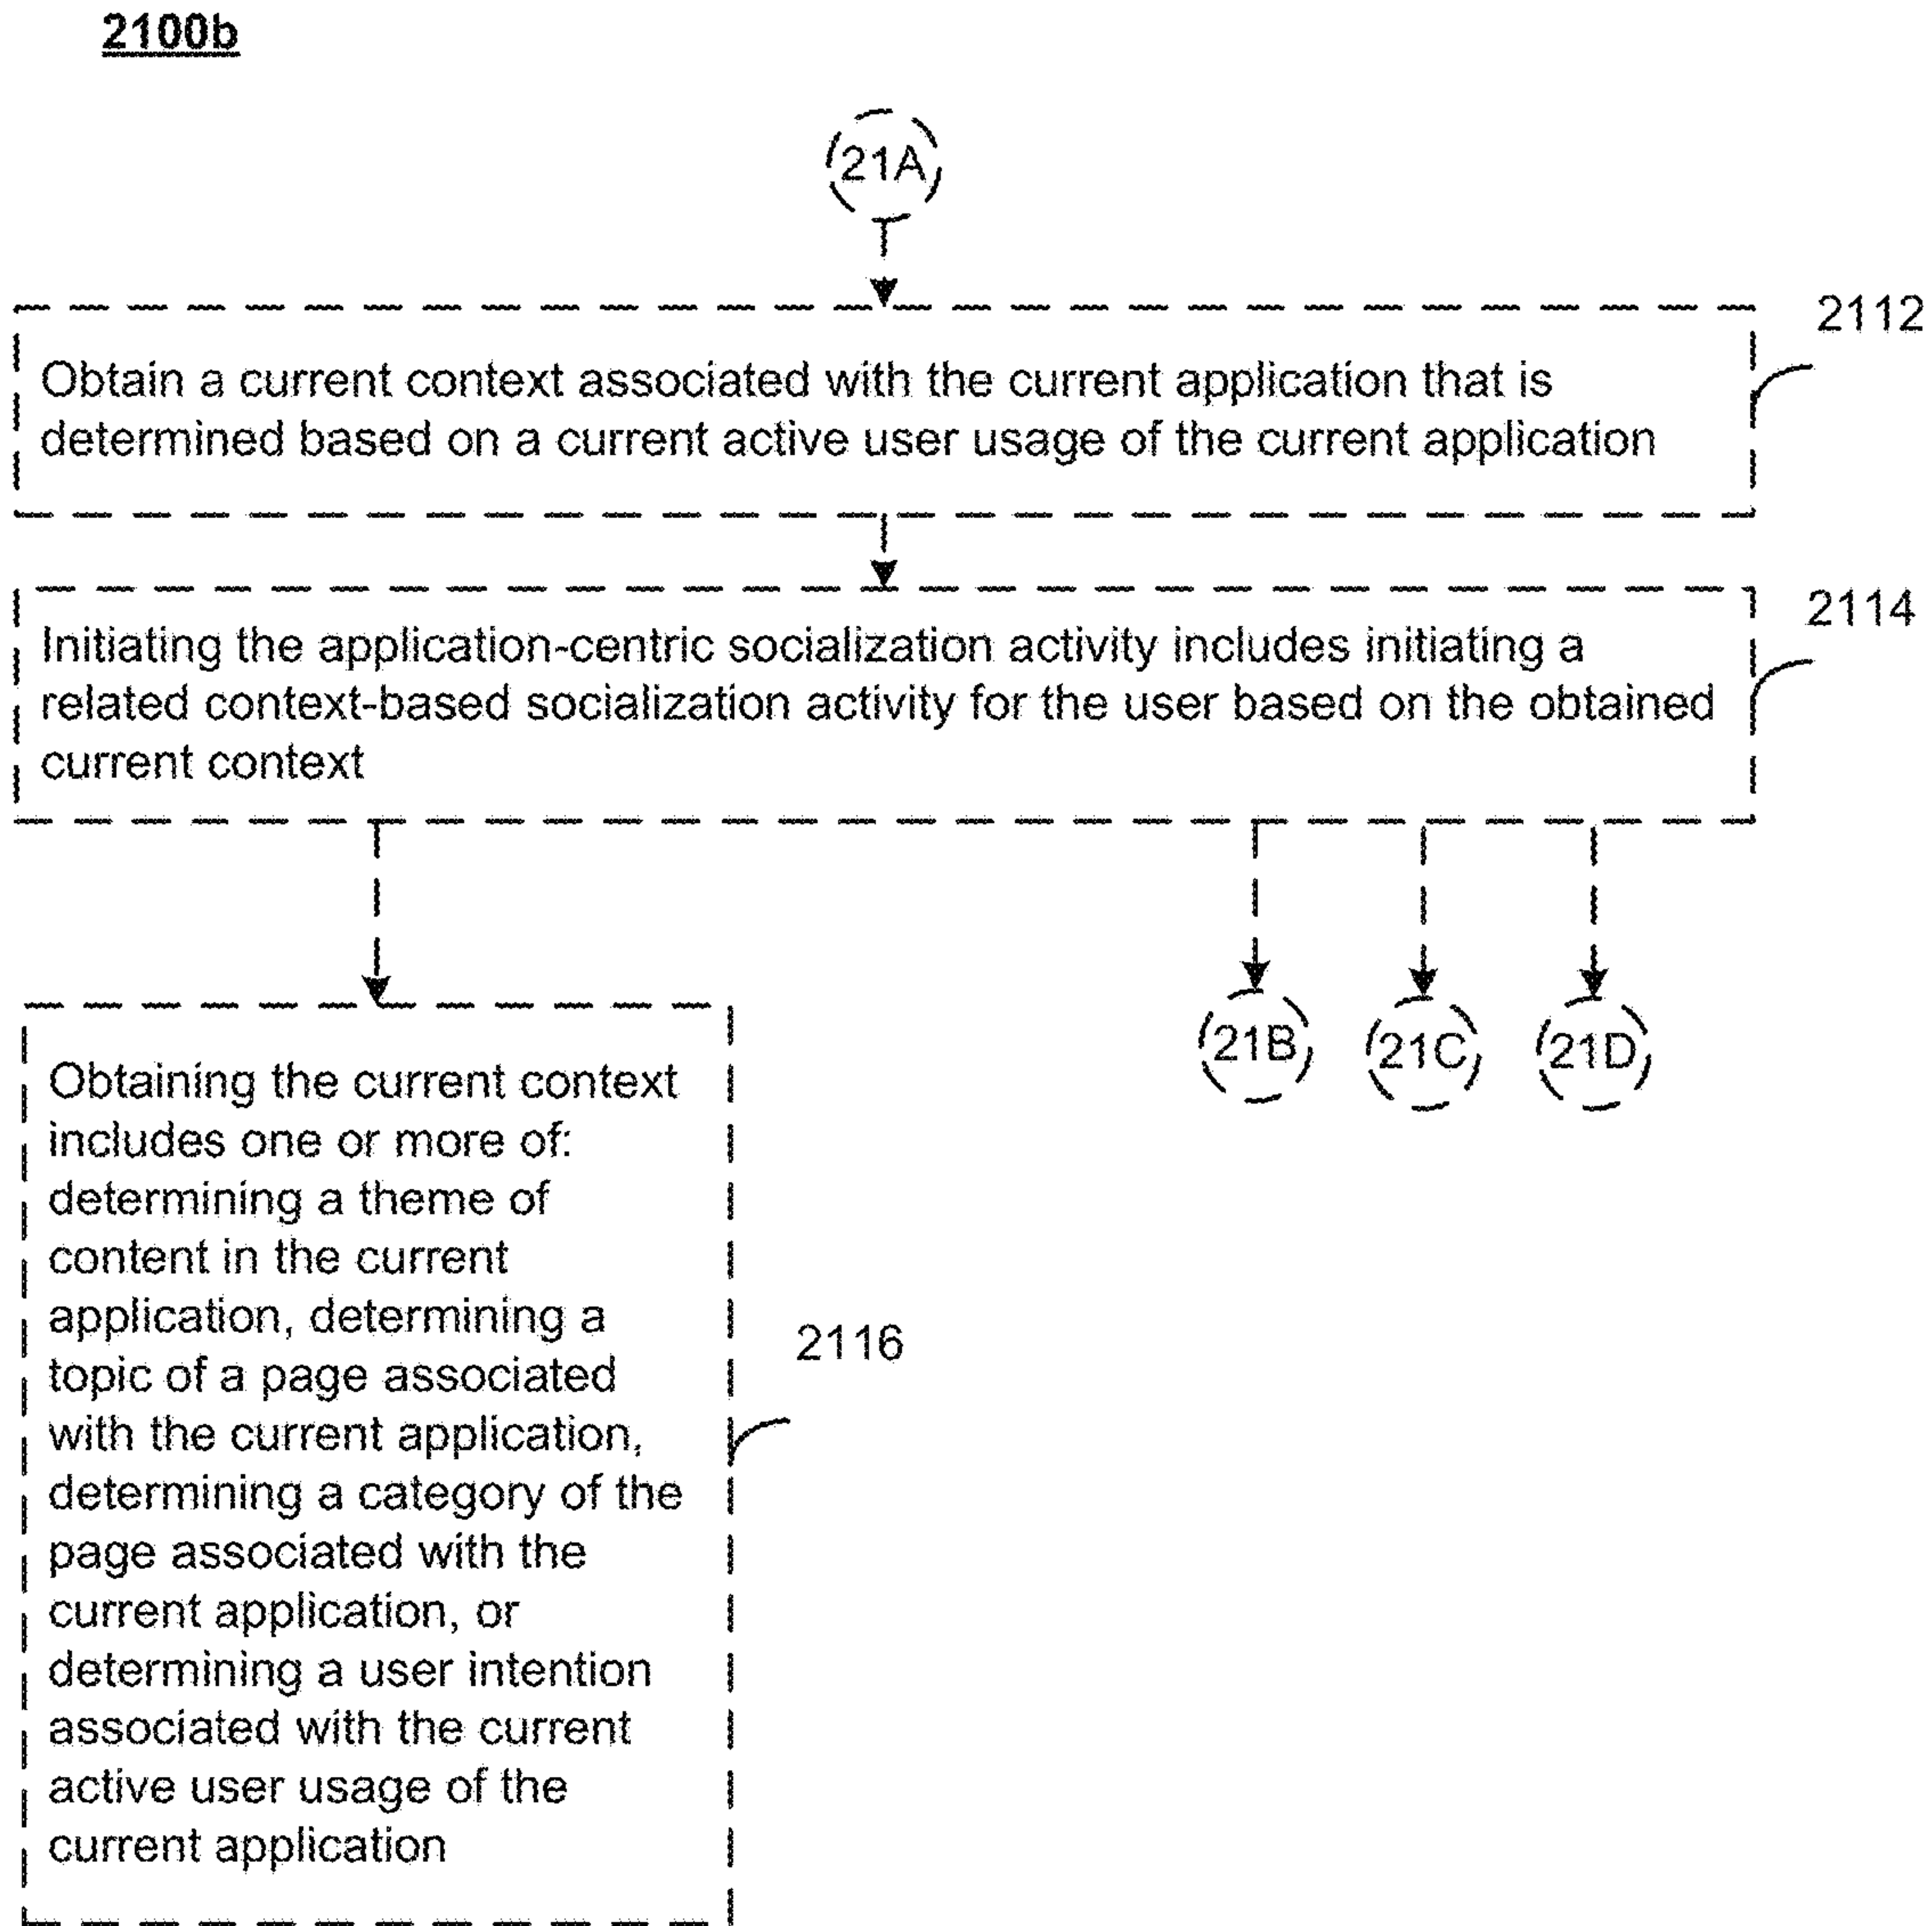 2100b
21A
2112
Obtain a current context associated with the current application that is
determined based on a current active user usage of the current application
2114
Initiating the application-centric socialization activity includes initiating a
related context-based socialization activity for the user based on the obtained
current context
21B
21C
21D
Obtaining the current context
includes one or more of:
determining a theme of
content in the current
application, determining a
topic of a page associated
with the current application,
determining a category of the
page associated with the
current application, or
determining a user intention
associated with the current
active user usage of the
current application
2116